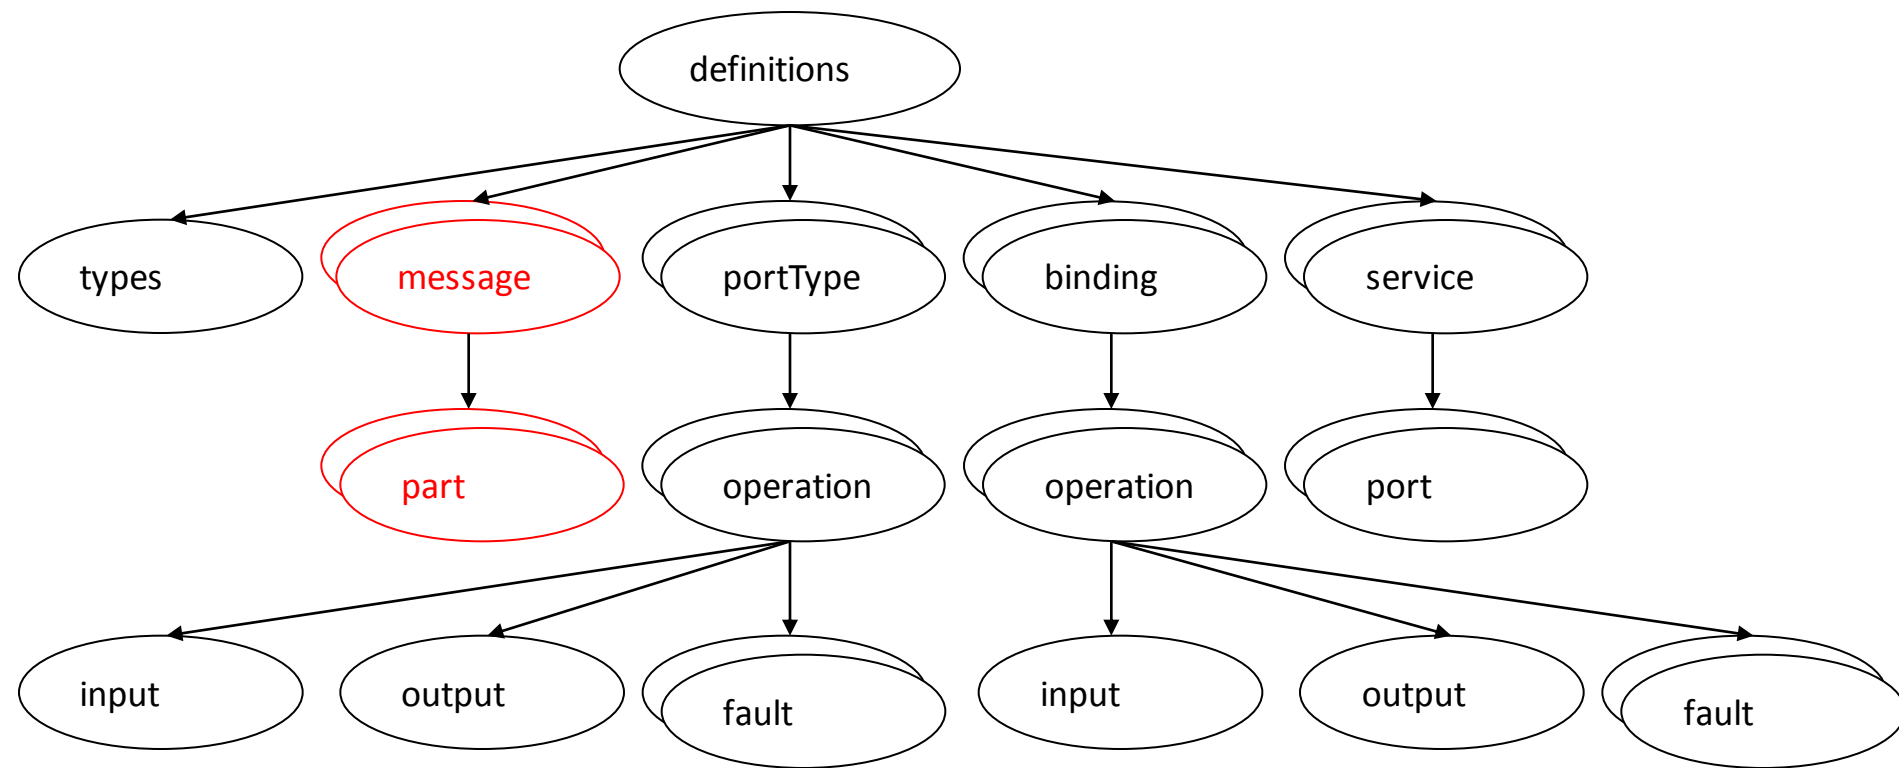 definitions
types
message
portType
binding
service
part
operation
operation
port
input
output
fault
input
output
fault